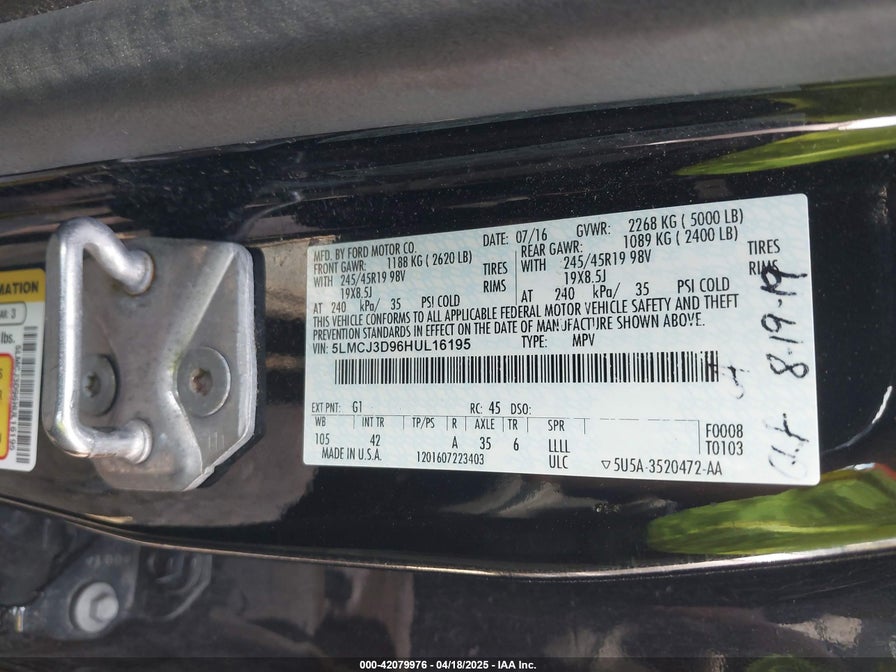 MFD. BY FORD MOTOR CO. DATE: 07/16 GVWR: 2268 KG ( 5000 LB)
FRONT GAWR: 1188 KG ( 2620 LB) REAR GAWR: 1089 KG ( 2400 LB)
WITH 245/45R19 98V TIRES WITH 245/45R19 98V TIRES
19X8.5J RIMS 19X8.5J RIMS
AT 240 kPa/ 35 PSI COLD AT 240 kPa/ 35 PSI COLD
THIS VEHICLE CONFORMS TO ALL APPLICABLE FEDERAL MOTOR VEHICLE SAFETY AND THEFT
PREVENTION STANDARDS IN EFFECT ON THE DATE OF MANUFACTURE SHOWN ABOVE.
VIN: 5LMCJ3D96HUL16195 TYPE: MPV
EXT PNT: G1 RC: 45 DSO:
WB INT TR TP/PS R AXLE TR SPR F0008
105 42 A 35 6 LLLL T0103
MADE IN U.S.A. 1201607223403 ULC ▽5U5A-3520472-AA
8-19-19
MATION
AR: 3
lbs.
000-42079976 - 04/18/2025 - IAA Inc.